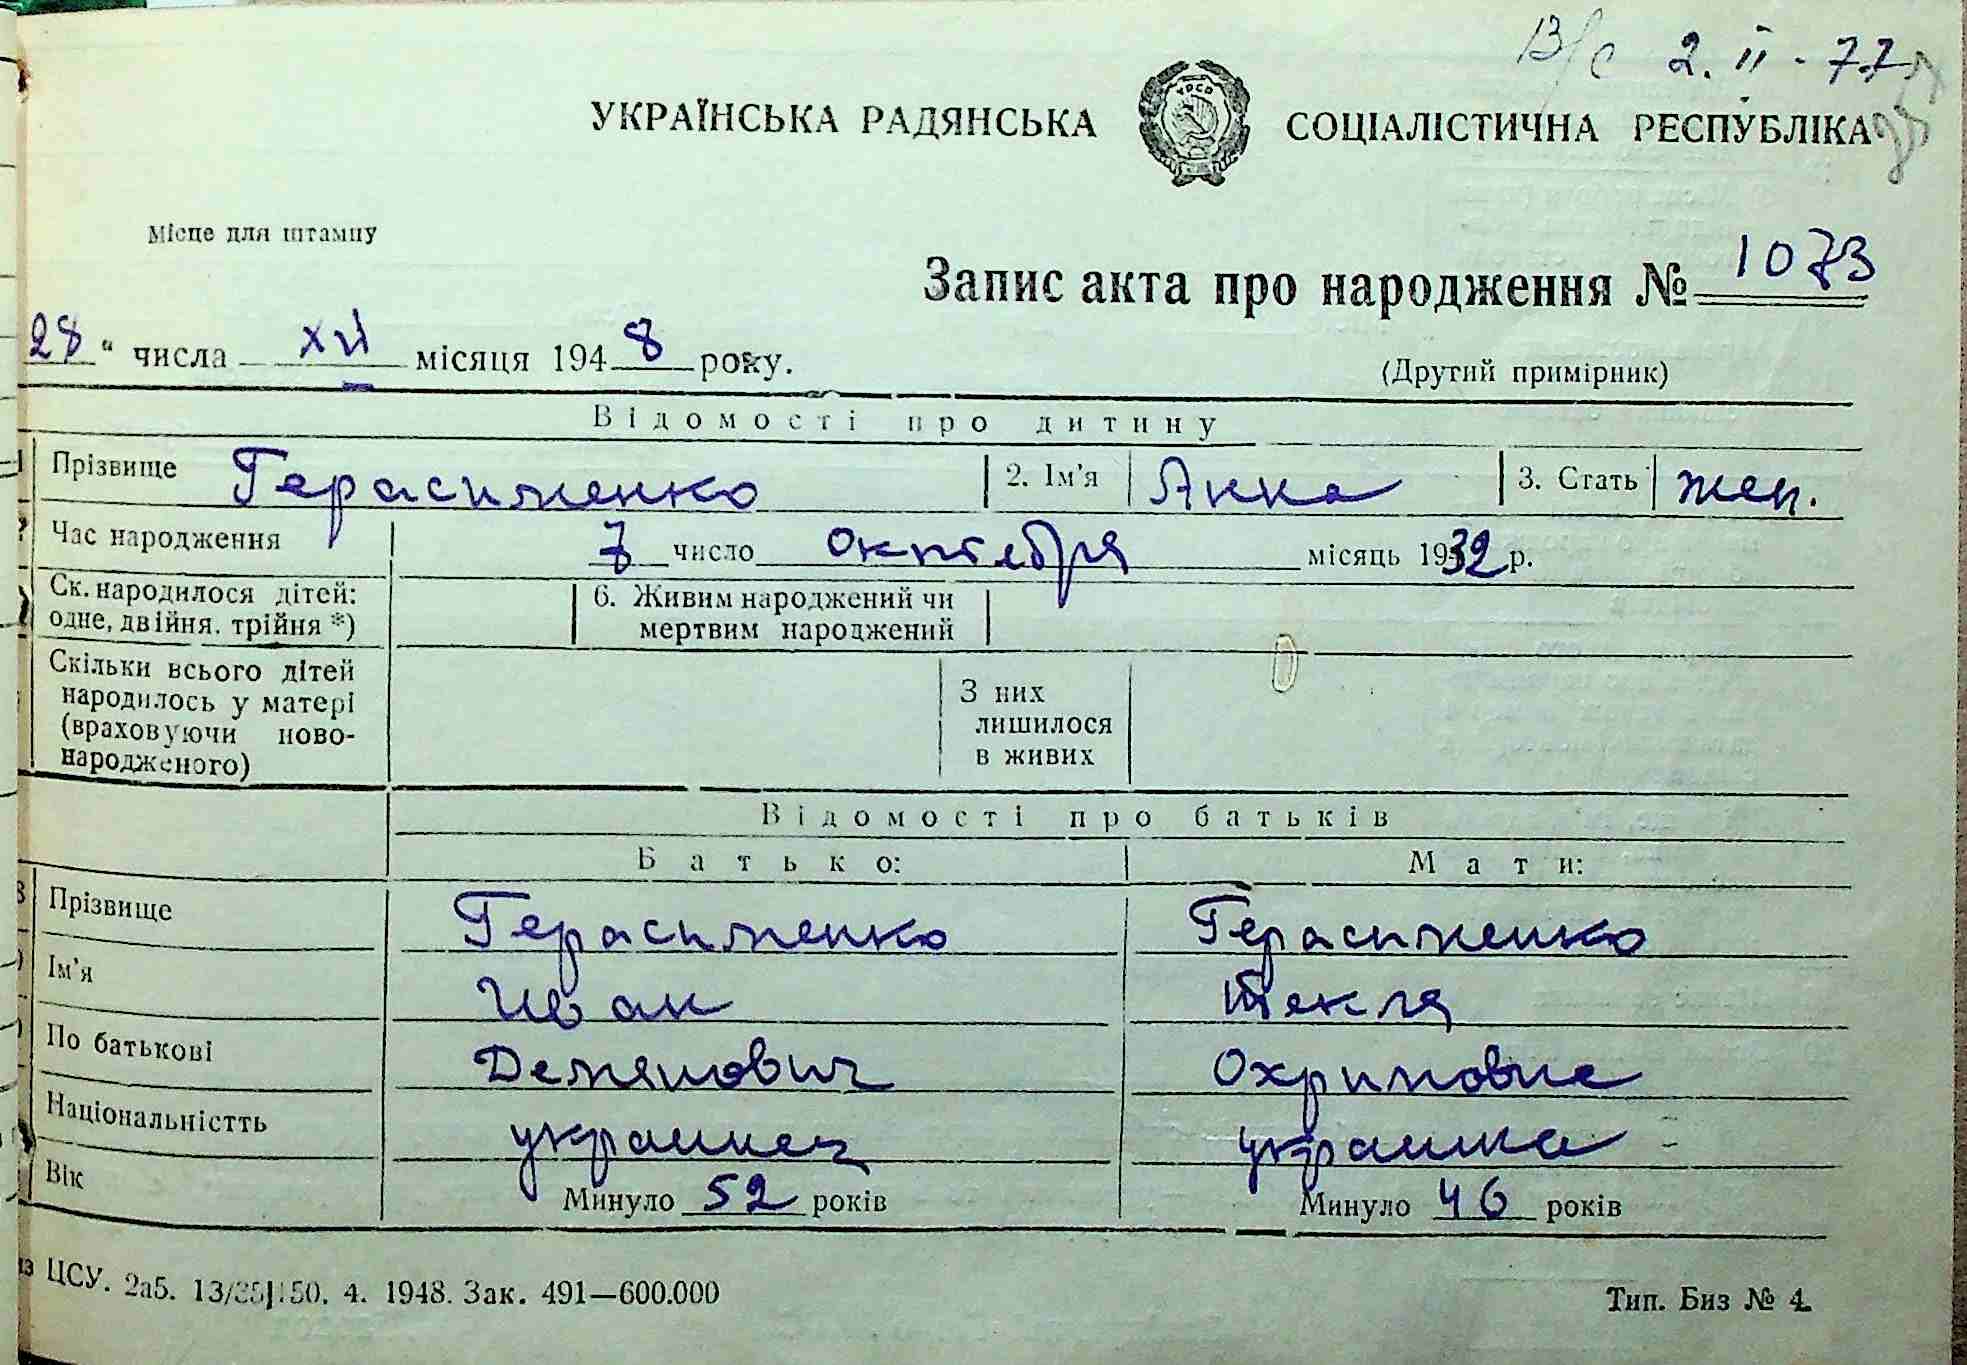 В/с 2. II - 77
УРСР
УКРАЇНСЬКА РАДЯНСЬКА СОЦІАЛІСТИЧНА РЕСПУБЛІКА
Місце для штампу
Запис акта про народження № 1073
28 " числа XII місяця 1948 року.
(Другий примірник)
Відомості про дитину
Прізвище Герасименко 2. Ім'я Анна 3. Стать жен.
Час народження 7 число октября місяць 1932 р.
Ск. народилося дітей: 6. Живим народжений чи
одне, двійня. трійня *) мертвим народжений
Скільки всього дітей
народилось у матері З них
(враховуючи ново- лишилося
народженого) в живих
Відомості про батьків
Батько: Мати:
Прізвище Герасименко Герасименко
Ім'я Иван Текля
По батькові Демянович Охримовна
Національністть украинец украинка
Вік Минуло 52 років Минуло 46 років
ЦСУ. 2а5. 13/35 150. 4. 1948. Зак. 491—600.000 Тип. Биз № 4.